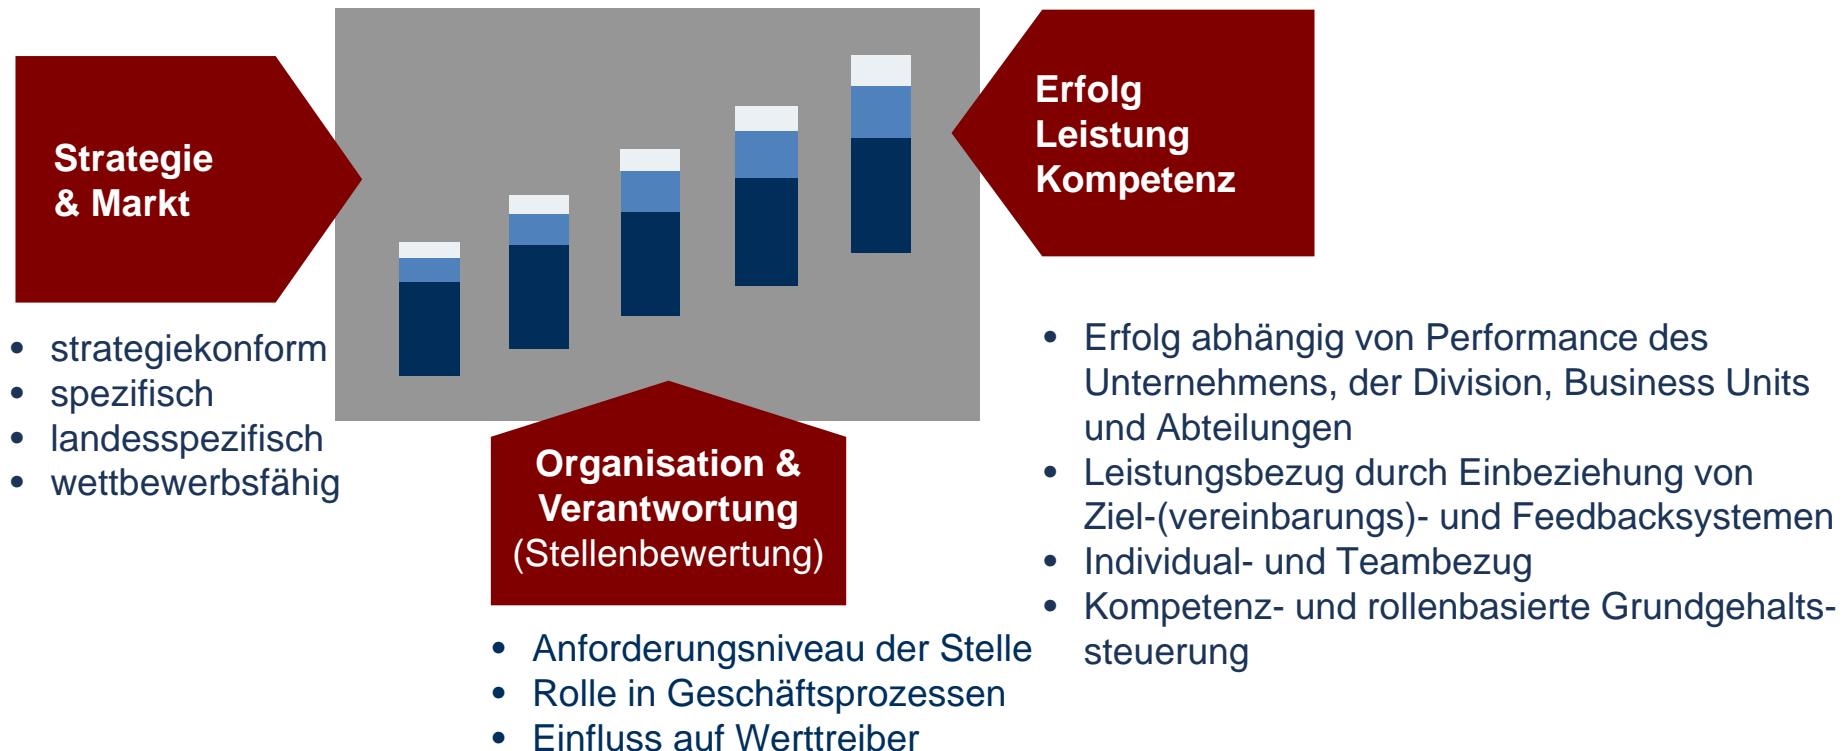 Strategie
& Markt
• strategiekonform
• spezifisch
• landesspezifisch
• wettbewerbsfähig
Organisation &
Verantwortung
(Stellenbewertung)
• Anforderungsniveau der Stelle
• Rolle in Geschäftsprozessen
• Einfluss auf Werttreiber
Erfolg
Leistung
Kompetenz
• Erfolg abhängig von Performance des
Unternehmens, der Division, Business Units
und Abteilungen
• Leistungsbezug durch Einbeziehung von
Ziel-(vereinbarungs)- und Feedbacksystemen
• Individual- und Teambezug
• Kompetenz- und rollenbasierte Grundgehalts-
steuerung